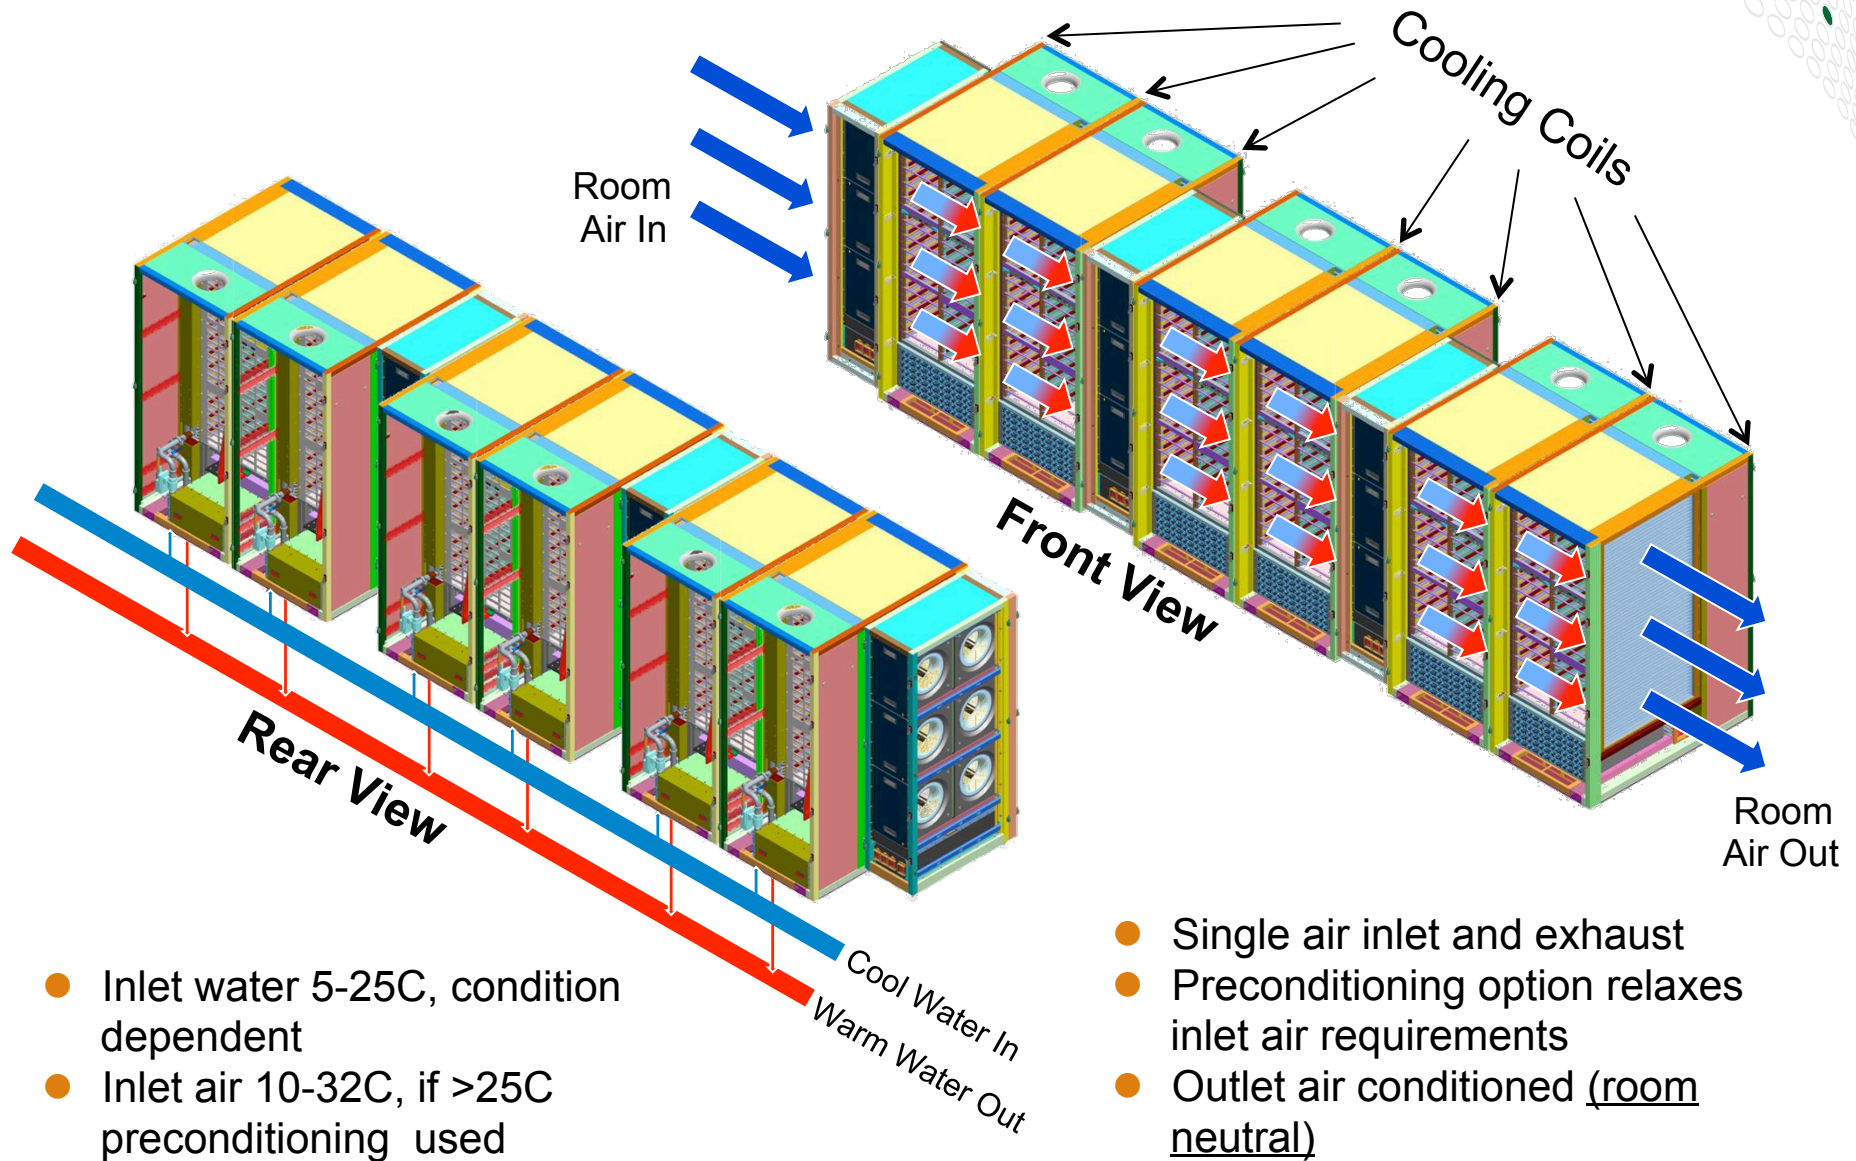 Cooling Coils
Room
Air In
Front View
Rear View
Room
Air Out
Cool Water In
Warm Water Out
Inlet water 5-25C, condition
dependent
Inlet air 10-32C, if >25C
preconditioning used
Single air inlet and exhaust
Preconditioning option relaxes
inlet air requirements
Outlet air conditioned (room
neutral)